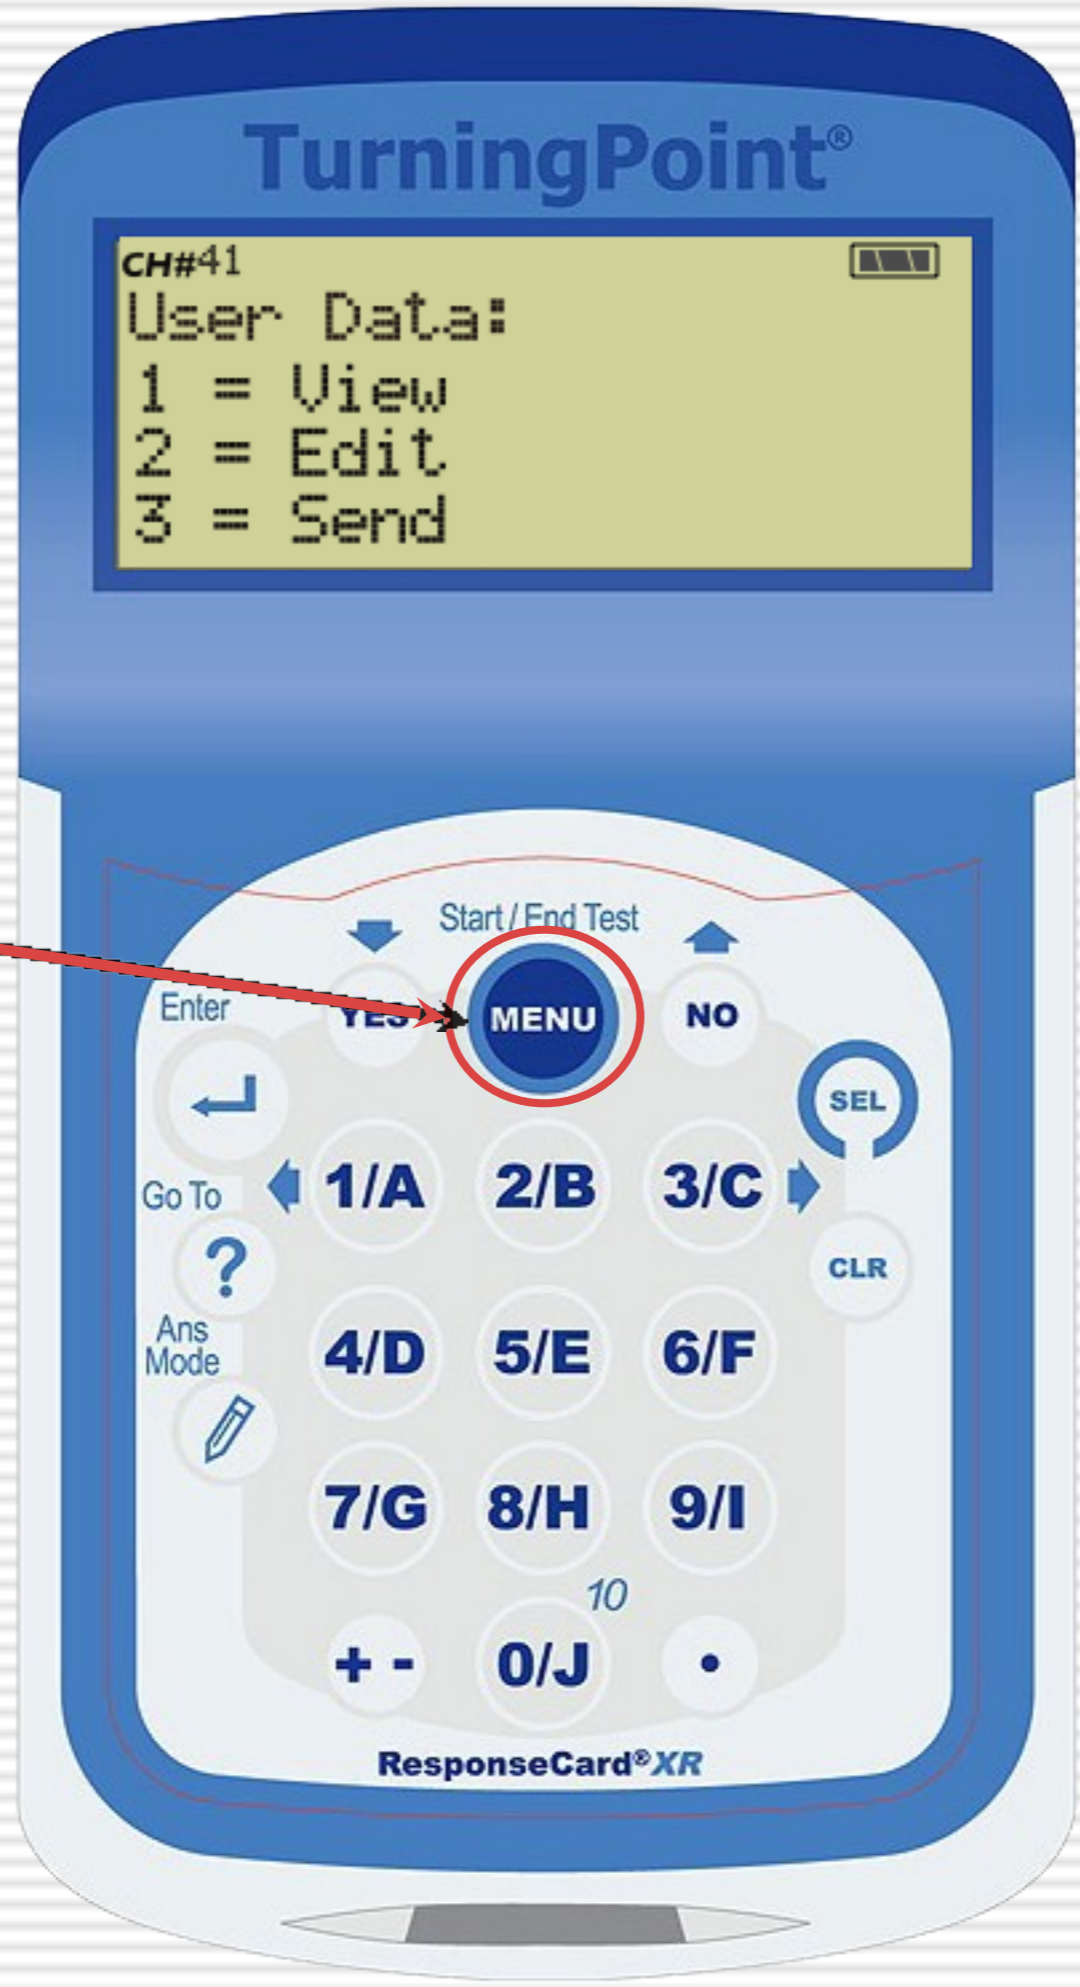 TurningPoint®
CH#41
User Data:
1 = View
2 = Edit
3 = Send
Start / End Test
Enter
YES
MENU
NO
SEL
Go To
1/A
2/B
3/C
?
CLR
Ans
Mode
4/D
5/E
6/F
7/G
8/H
9/I
10
+ -
0/J
•
ResponseCard® XR